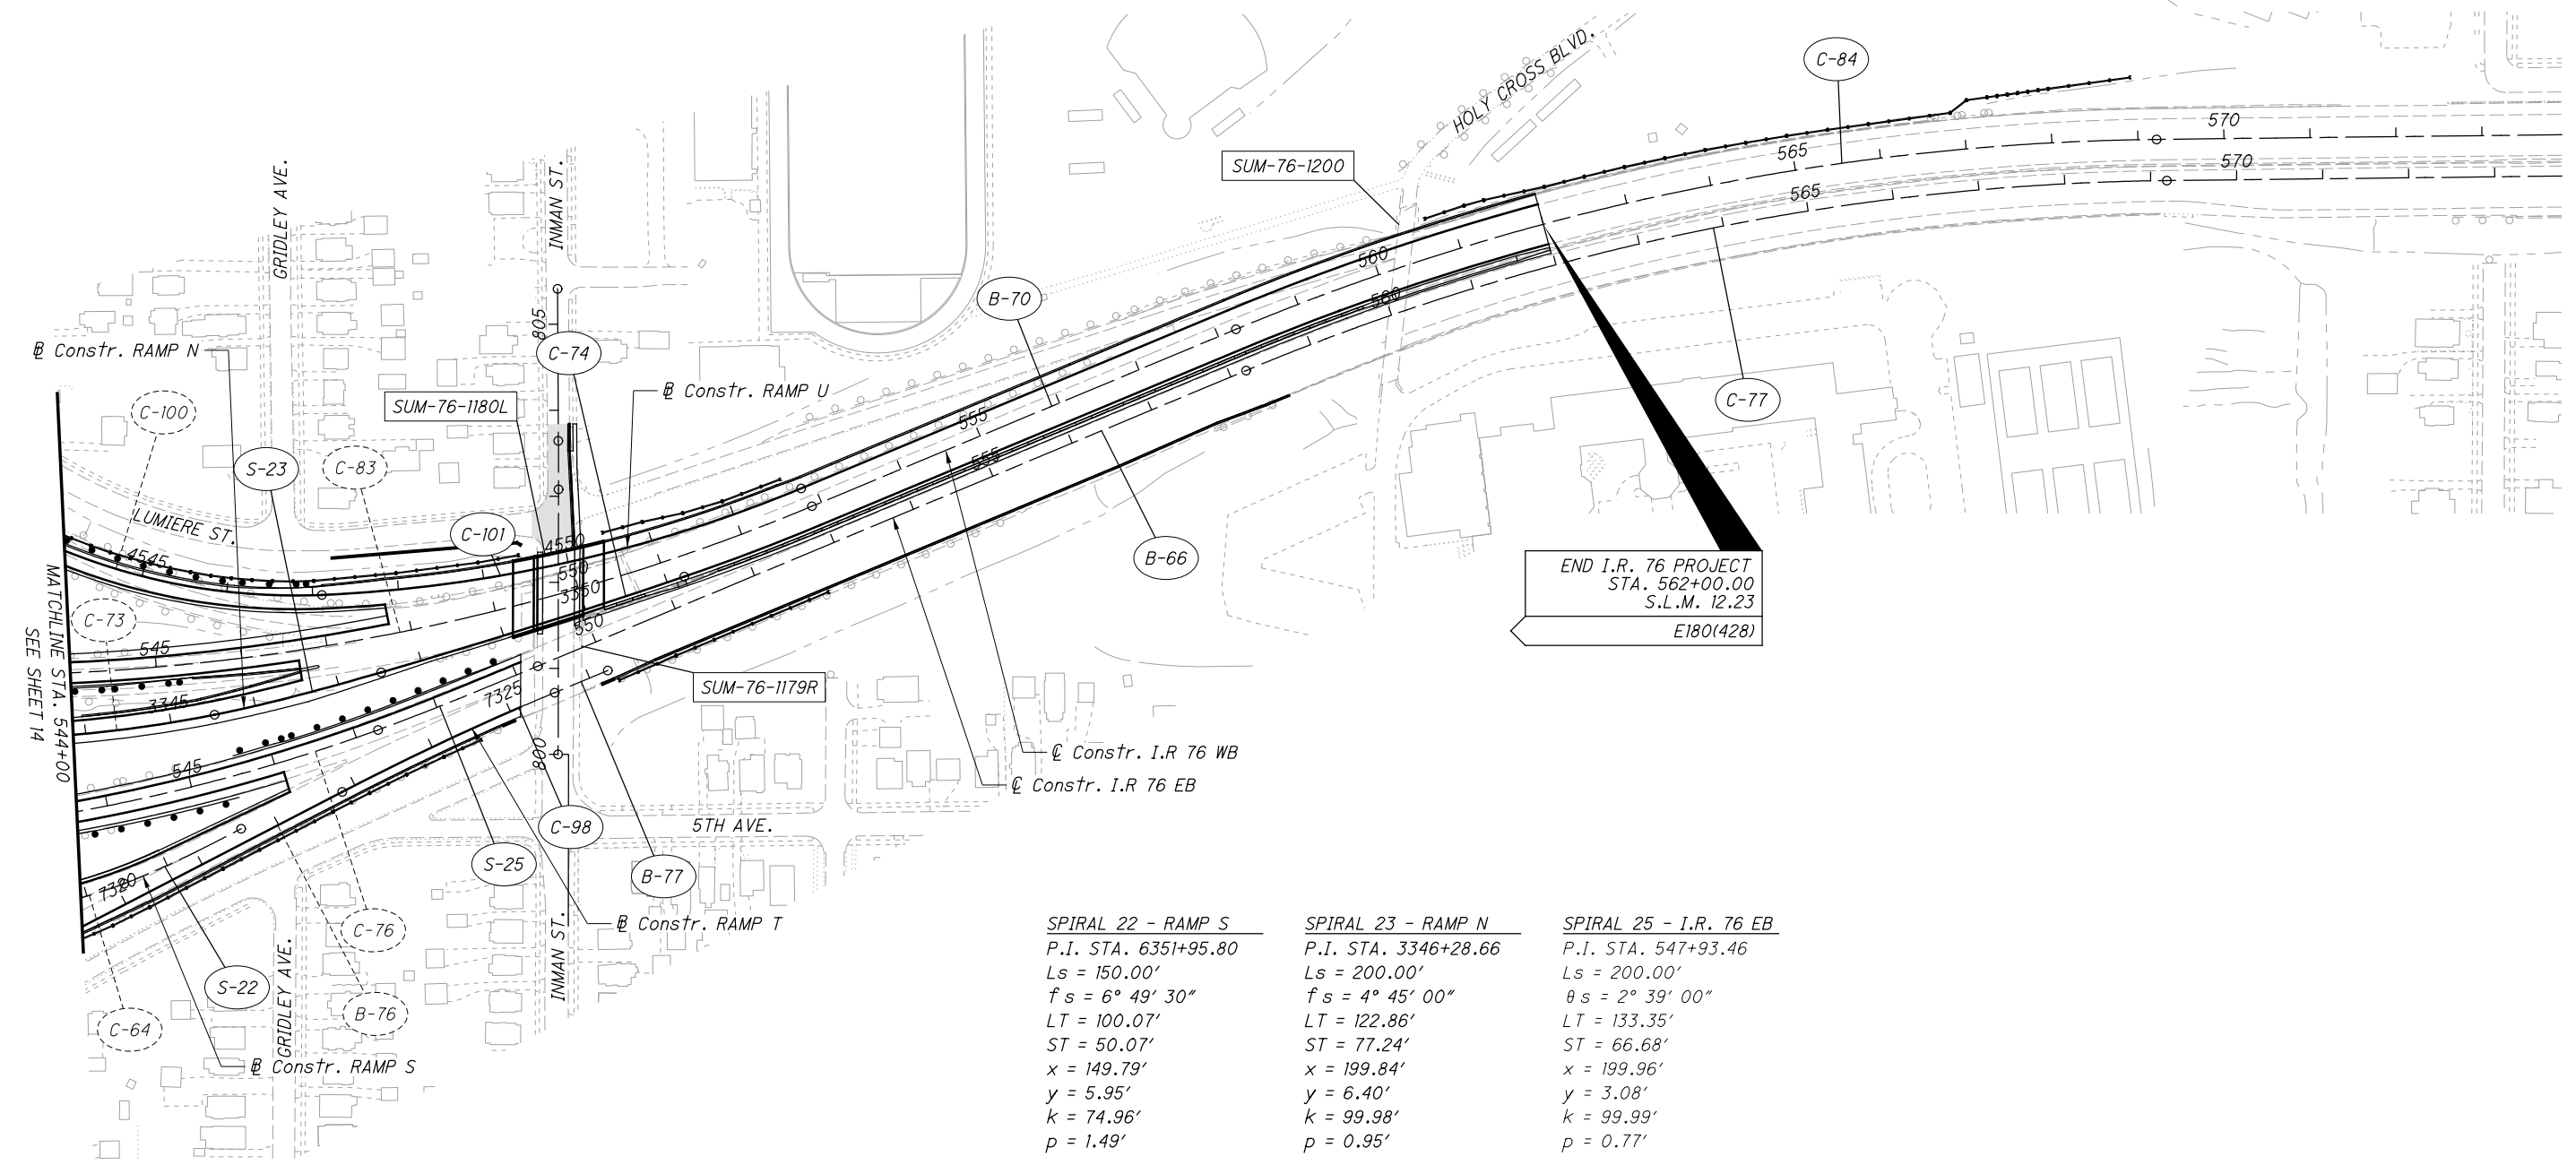 C-84
HOLY CROSS BLVD.
570
565
570
565
SUM-76-1200
GRIDLEY AVE.
INMAN ST.
560
560
B-70
805
C-74
℄ Constr. RAMP N
℄ Constr. RAMP U
C-100
SUM-76-1180L
C-77
S-23
C-83
555
555
LUMIERE ST.
C-101
4545
4550
550
3350
550
B-66
MATCHLINE STA. 544+00
SEE SHEET 14
C-73
545
3345
7325
SUM-76-1179R
END I.R. 76 PROJECT
STA. 562+00.00
S.L.M. 12.23
E180(428)
545
800
℄ Constr. I.R 76 WB
℄ Constr. I.R 76 EB
C-98
5TH AVE.
S-25
B-77
7320
C-76
℄ Constr. RAMP T
S-22
GRIDLEY AVE.
INMAN ST.
B-76
C-64
℄ Constr. RAMP S
SPIRAL 22 - RAMP S
P.I. STA. 6351+95.80
Ls = 150.00'
fs = 6° 49' 30"
LT = 100.07'
ST = 50.07'
x = 149.79'
y = 5.95'
k = 74.96'
p = 1.49'
SPIRAL 23 - RAMP N
P.I. STA. 3346+28.66
Ls = 200.00'
fs = 4° 45' 00"
LT = 122.86'
ST = 77.24'
x = 199.84'
y = 6.40'
k = 99.98'
p = 0.95'
SPIRAL 25 - I.R. 76 EB
P.I. STA. 547+93.46
Ls = 200.00'
θs = 2° 39' 00"
LT = 133.35'
ST = 66.68'
x = 199.96'
y = 3.08'
k = 99.99'
p = 0.77'